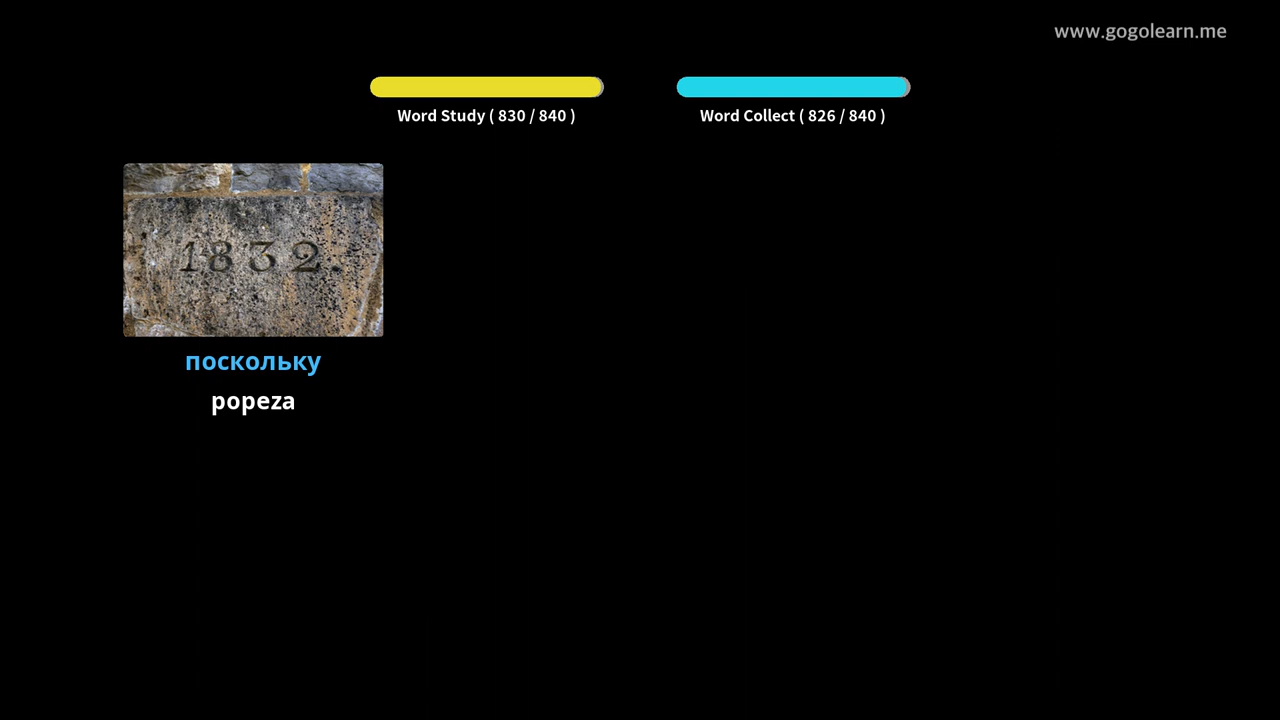 www.gogolearn.me
Word Study ( 830 / 840 )
Word Collect ( 826 / 840 )
1832.
поскольку
popeza